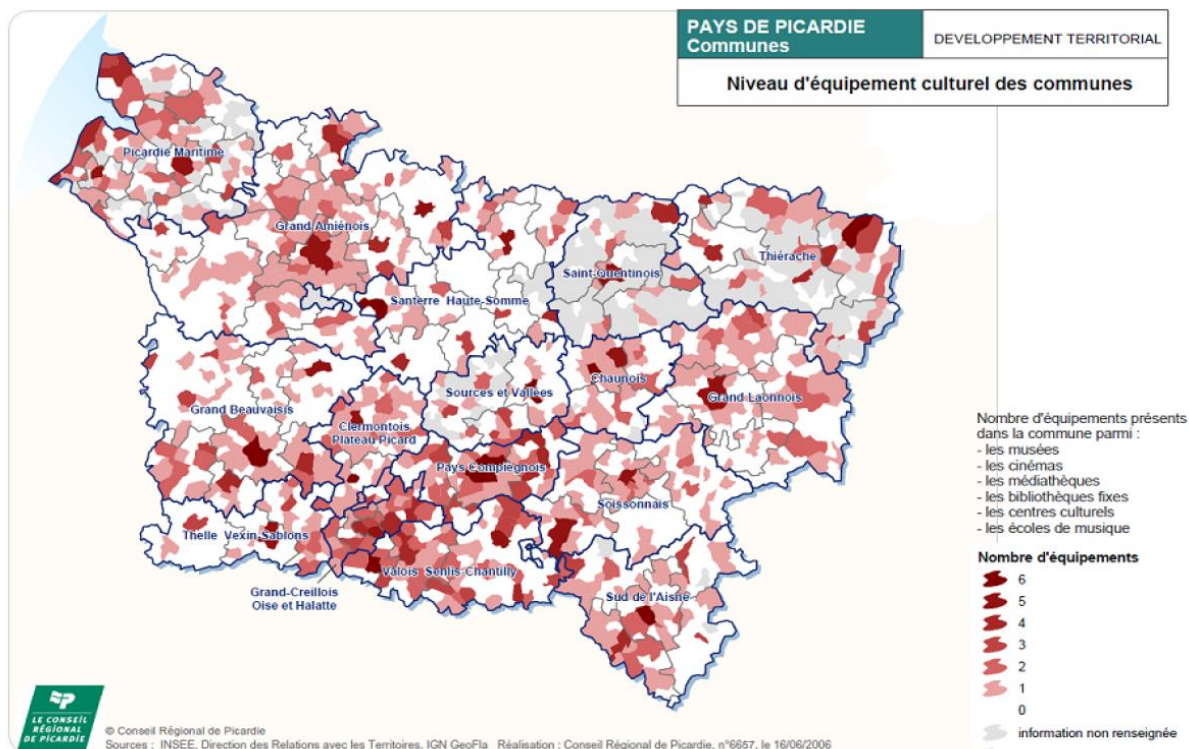 PAYS DE PICARDIE
Communes
DEVELOPPEMENT TERRITORIAL
Niveau d'équipement culturel des communes
Picardie Maritime
Grand Amiénois
Saint-Quentinois
Thiérache
Santerre Haute-Somme
Sources et Vallées
Chaunois
Grand Laonnois
Grand Beauvaisis
Clermontois
Plateau Picard
Pays Compiégnois
Soissonnais
Thelle Vexin-Sablons
Valois Senlis-Chantilly
Grand-Creillois
Oise et Halatte
Sud de l'Aisne
Nombre d'équipements présents
dans la commune parmi :
- les musées
- les cinémas
- les médiathèques
- les bibliothèques fixes
- les centres culturels
- les écoles de musique
Nombre d'équipements
6
5
4
3
2
1
0
information non renseignée
LE CONSEIL
RÉGIONAL
DE PICARDIE
© Conseil Régional de Picardie
Sources : INSEE, Direction des Relations avec les Territoires, IGN GeoFla Réalisation : Conseil Régional de Picardie, n°6657, le 16/06/2006